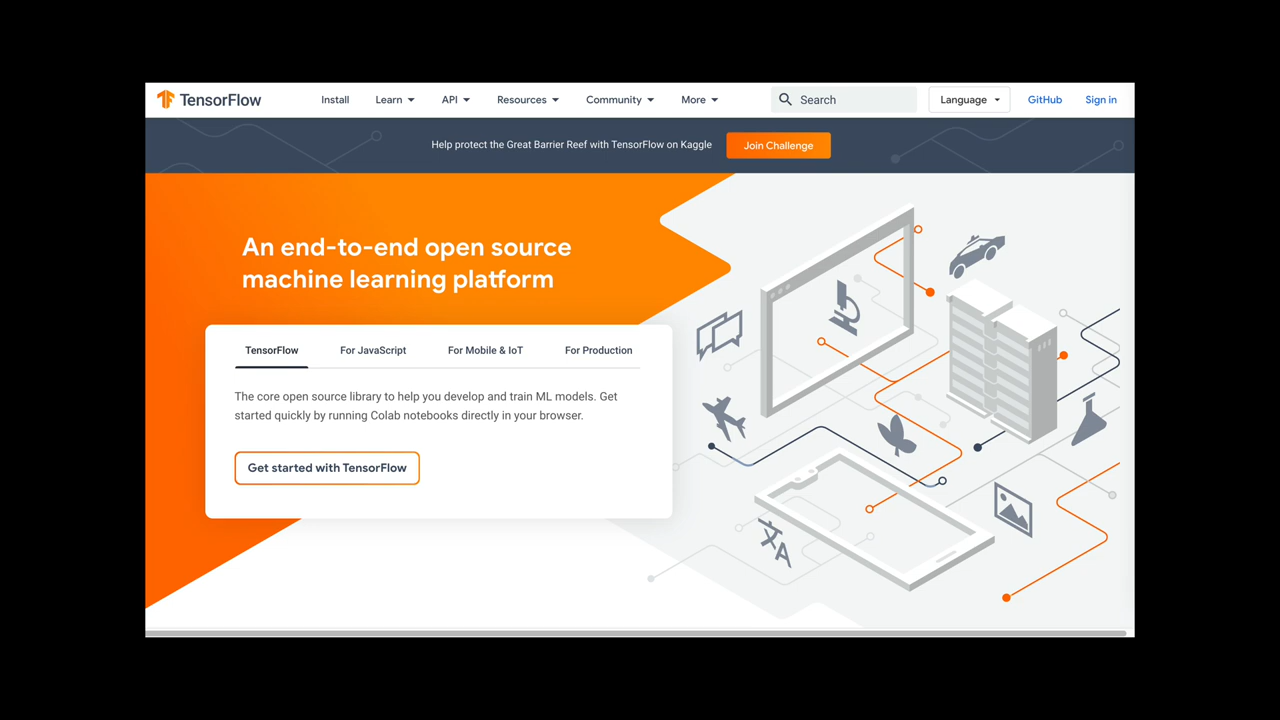 TensorFlow Install Learn API Resources Community More Search Language GitHub Sign in
Help protect the Great Barrier Reef with TensorFlow on Kaggle Join Challenge
An end-to-end open source
machine learning platform
TensorFlow For JavaScript For Mobile & IoT For Production
The core open source library to help you develop and train ML models. Get
started quickly by running Colab notebooks directly in your browser.
Get started with TensorFlow
文A